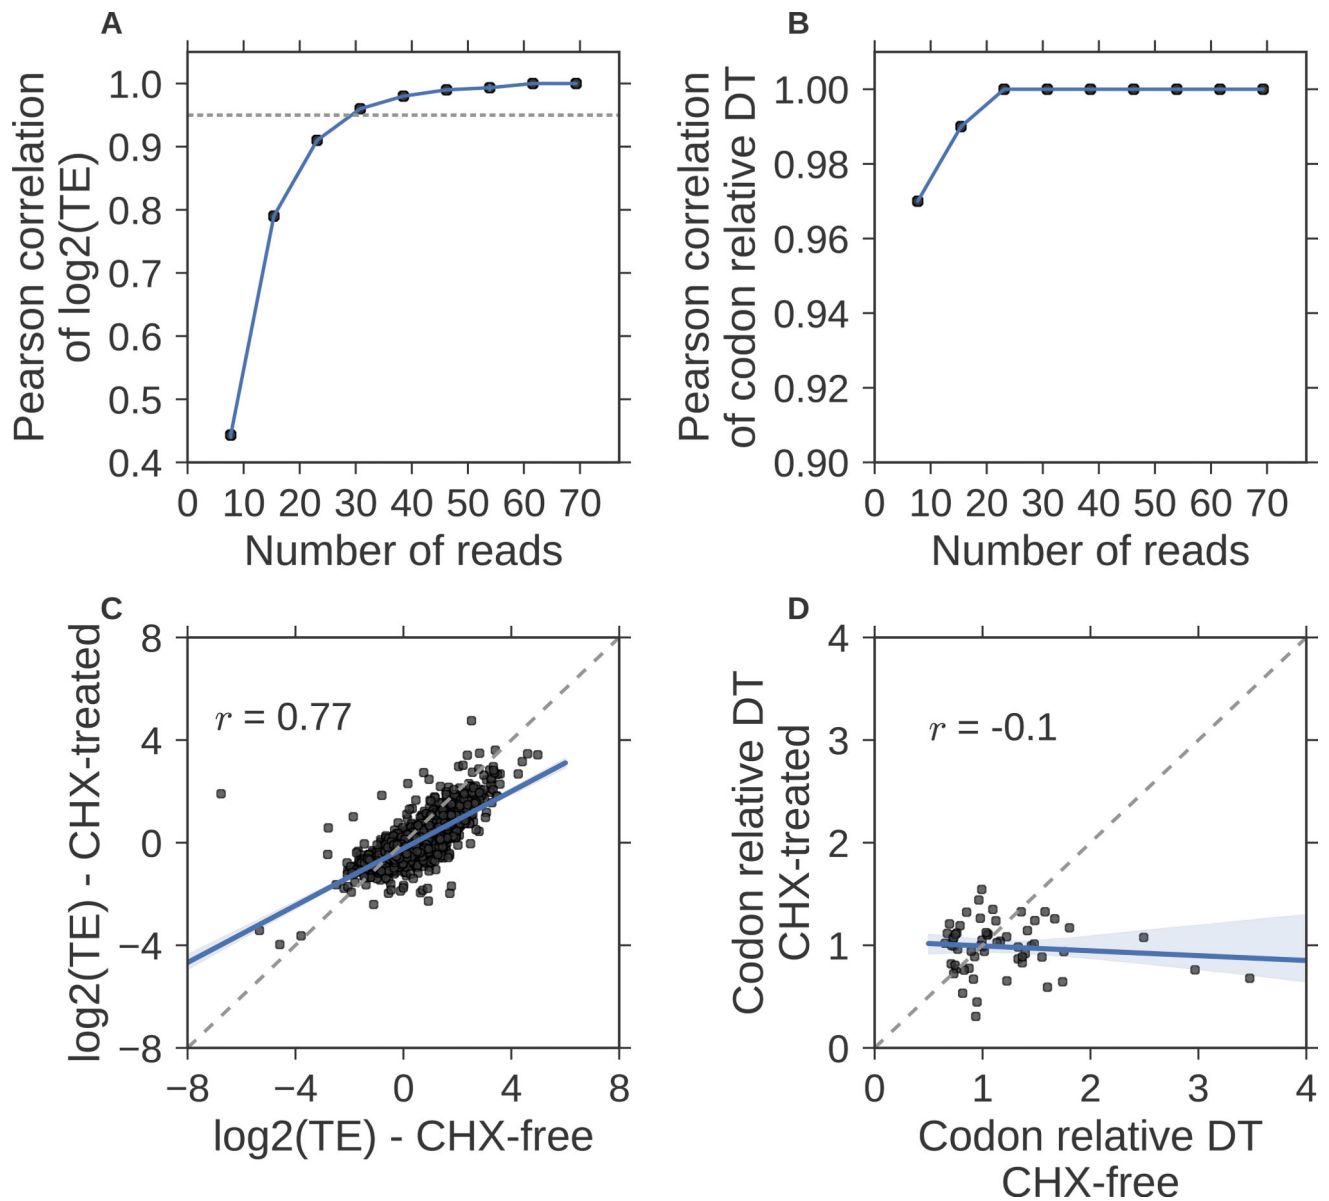 A
Pearson correlation
of log2(TE)
1.0
0.9
0.8
0.7
0.6
0.5
0.4
0 10 20 30 40 50 60 70
Number of reads
B
Pearson correlation
of codon relative DT
1.00
0.98
0.96
0.94
0.92
0.90
0 10 20 30 40 50 60 70
Number of reads
C
log2(TE) - CHX-treated
8
4
0
−4
−8
r = 0.77
−8 −4 0 4 8
log2(TE) - CHX-free
D
Codon relative DT
CHX-treated
4
3
2
1
0
r = -0.1
0 1 2 3 4
Codon relative DT
CHX-free